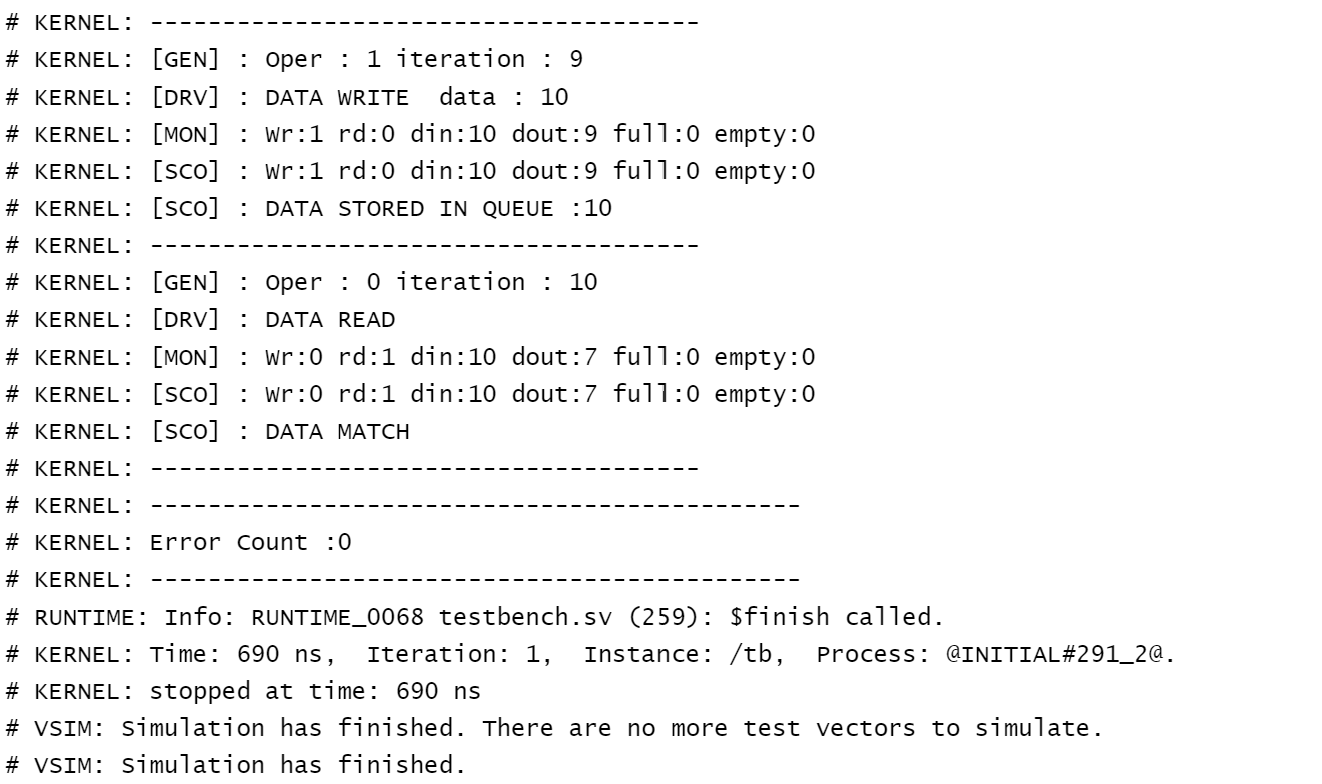 # KERNEL: --------------------------------------
# KERNEL: [GEN] : Oper : 1 iteration : 9
# KERNEL: [DRV] : DATA WRITE  data : 10
# KERNEL: [MON] : Wr:1 rd:0 din:10 dout:9 full:0 empty:0
# KERNEL: [SCO] : Wr:1 rd:0 din:10 dout:9 full:0 empty:0
# KERNEL: [SCO] : DATA STORED IN QUEUE :10
# KERNEL: --------------------------------------
# KERNEL: [GEN] : Oper : 0 iteration : 10
# KERNEL: [DRV] : DATA READ
# KERNEL: [MON] : Wr:0 rd:1 din:10 dout:7 full:0 empty:0
# KERNEL: [SCO] : Wr:0 rd:1 din:10 dout:7 full:0 empty:0
# KERNEL: [SCO] : DATA MATCH
# KERNEL: --------------------------------------
# KERNEL: ---------------------------------------------
# KERNEL: Error Count :0
# KERNEL: ---------------------------------------------
# RUNTIME: Info: RUNTIME_0068 testbench.sv (259): $finish called.
# KERNEL: Time: 690 ns,  Iteration: 1,  Instance: /tb,  Process: @INITIAL#291_2@.
# KERNEL: stopped at time: 690 ns
# VSIM: Simulation has finished. There are no more test vectors to simulate.
# VSIM: Simulation has finished.